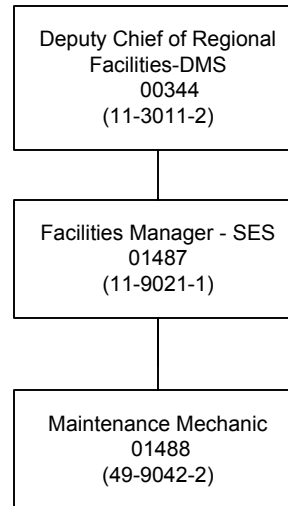 Deputy Chief of Regional
Facilities-DMS
00344
(11-3011-2)
Facilities Manager - SES
01487
(11-9021-1)
Maintenance Mechanic
01488
(49-9042-2)